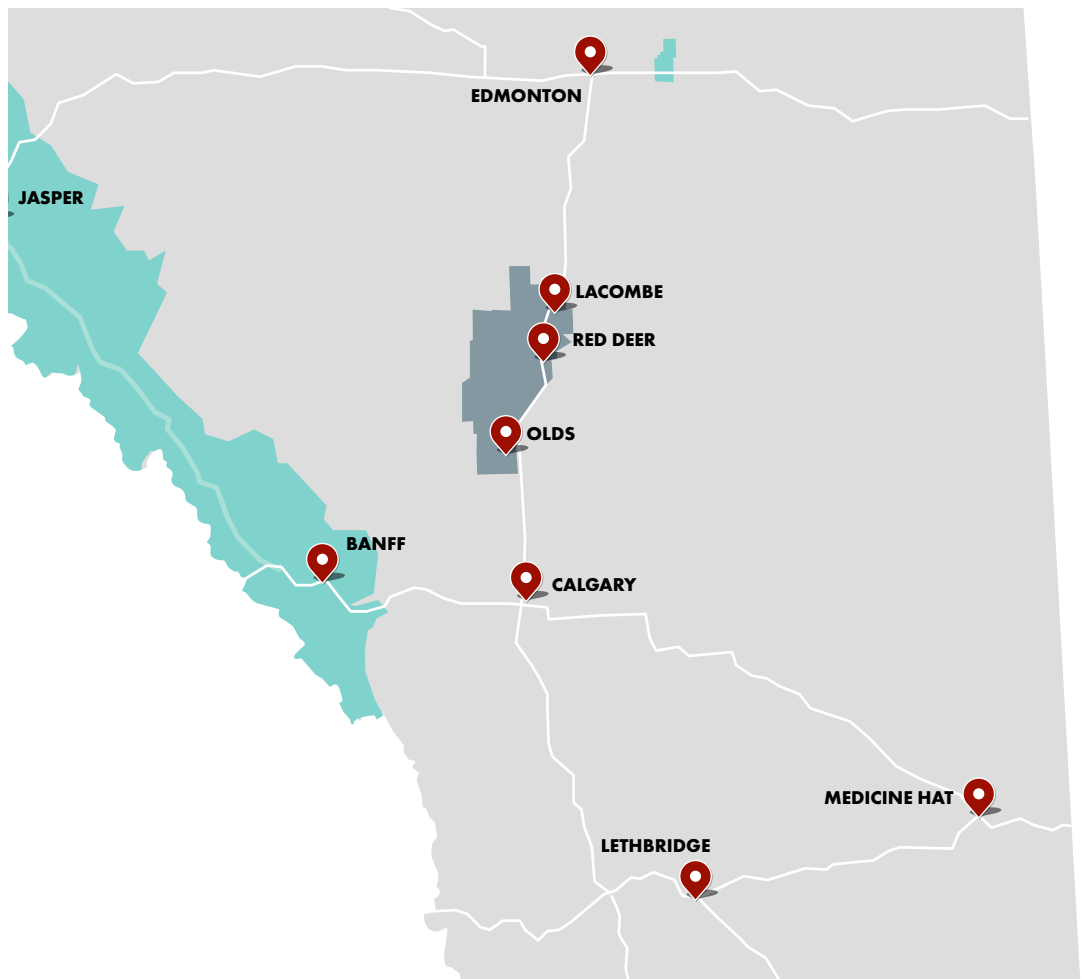 EDMONTON
JASPER
LACOMBE
RED DEER
OLDS
BANFF
CALGARY
MEDICINE HAT
LETHBRIDGE